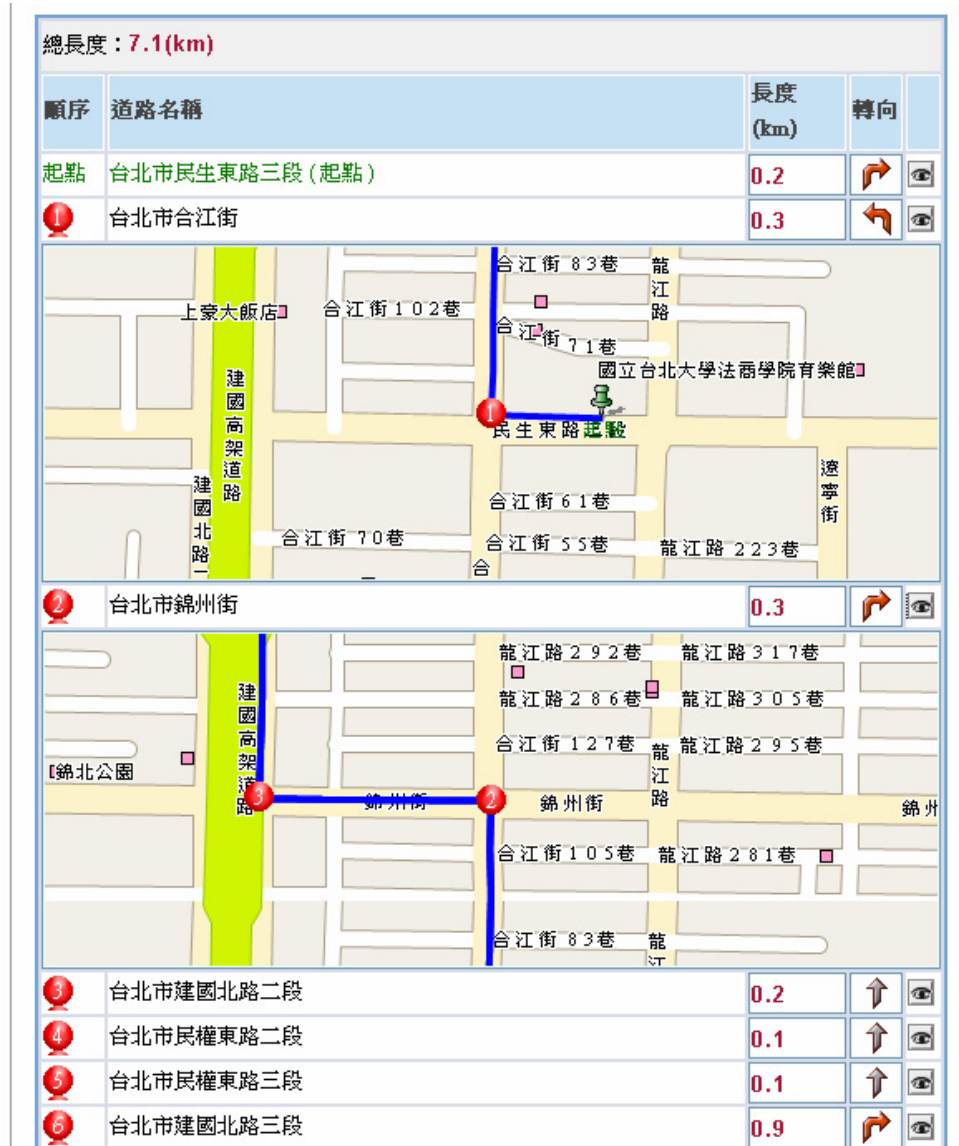 總長度：7.1(km)
順序 道路名稱 長度(km) 轉向
起點 台北市民生東路三段(起點) 0.2
1 台北市合江街 0.3
合江街 83巷
龍江路
上豪大飯店
合江街102巷
合江街 71巷
國立台北大學法商學院育樂館
建國高架道路
1
民生東路
建國北路二
合江街61巷
遼寧街
合江街 70巷
合江街 55巷
龍江路 223巷
合
2 台北市錦州街 0.3
龍江路292巷
龍江路317巷
建國高架道路
龍江路286巷
龍江路305巷
合江街127巷
龍江路
龍江路295巷
錦北公園
3
錦州街
2
錦州街
錦州
合江街105巷
龍江路281巷
合江街 83巷
龍江
3 台北市建國北路二段 0.2
4 台北市民權東路二段 0.1
5 台北市民權東路三段 0.1
6 台北市建國北路三段 0.9